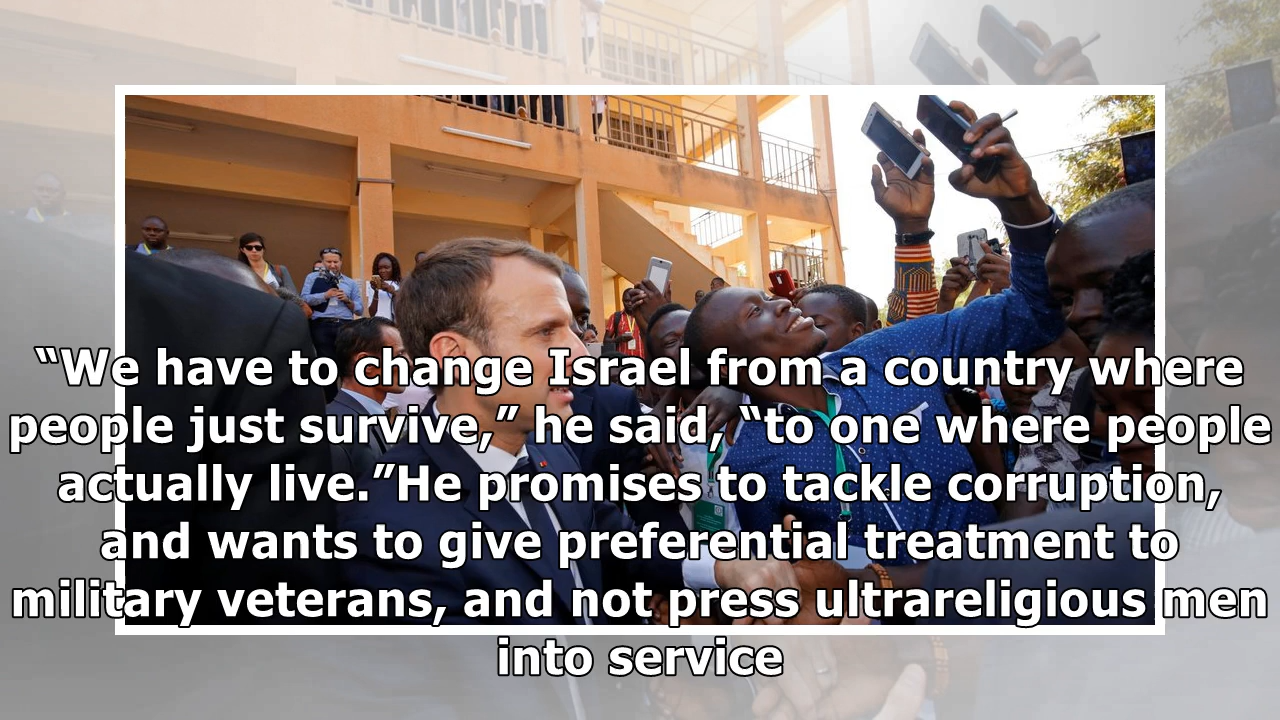 “We have to change Israel from a country where
people just survive,” he said, “to one where people
actually live.”He promises to tackle corruption,
and wants to give preferential treatment to
military veterans, and not press ultrareligious men
into service